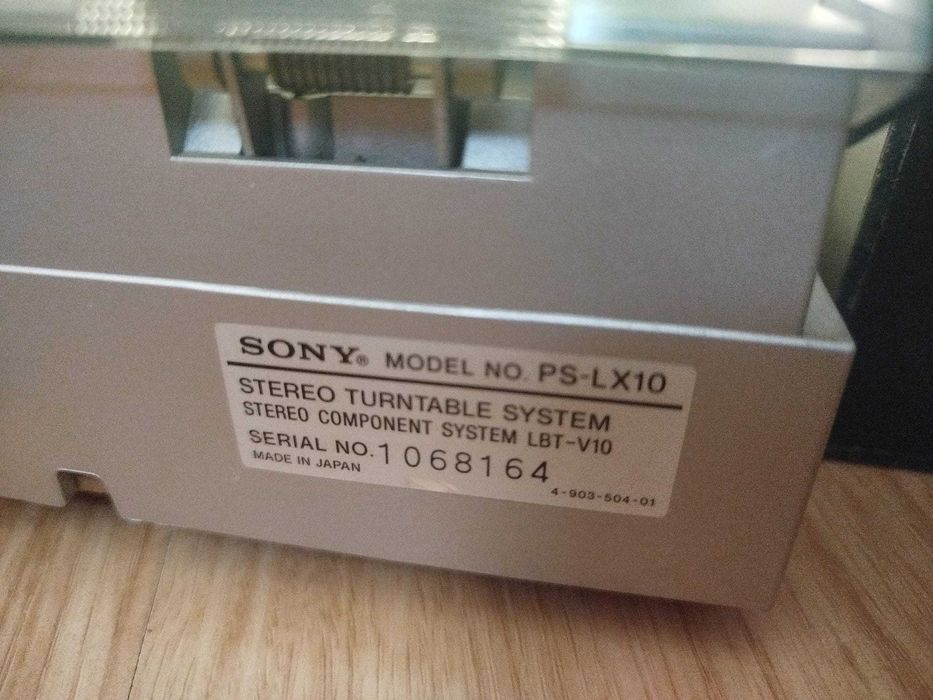 SONY® MODEL NO. PS-LX10
STEREO TURNTABLE SYSTEM
STEREO COMPONENT SYSTEM LBT-V10
SERIAL NO. 1068164
MADE IN JAPAN
4-903-504-01